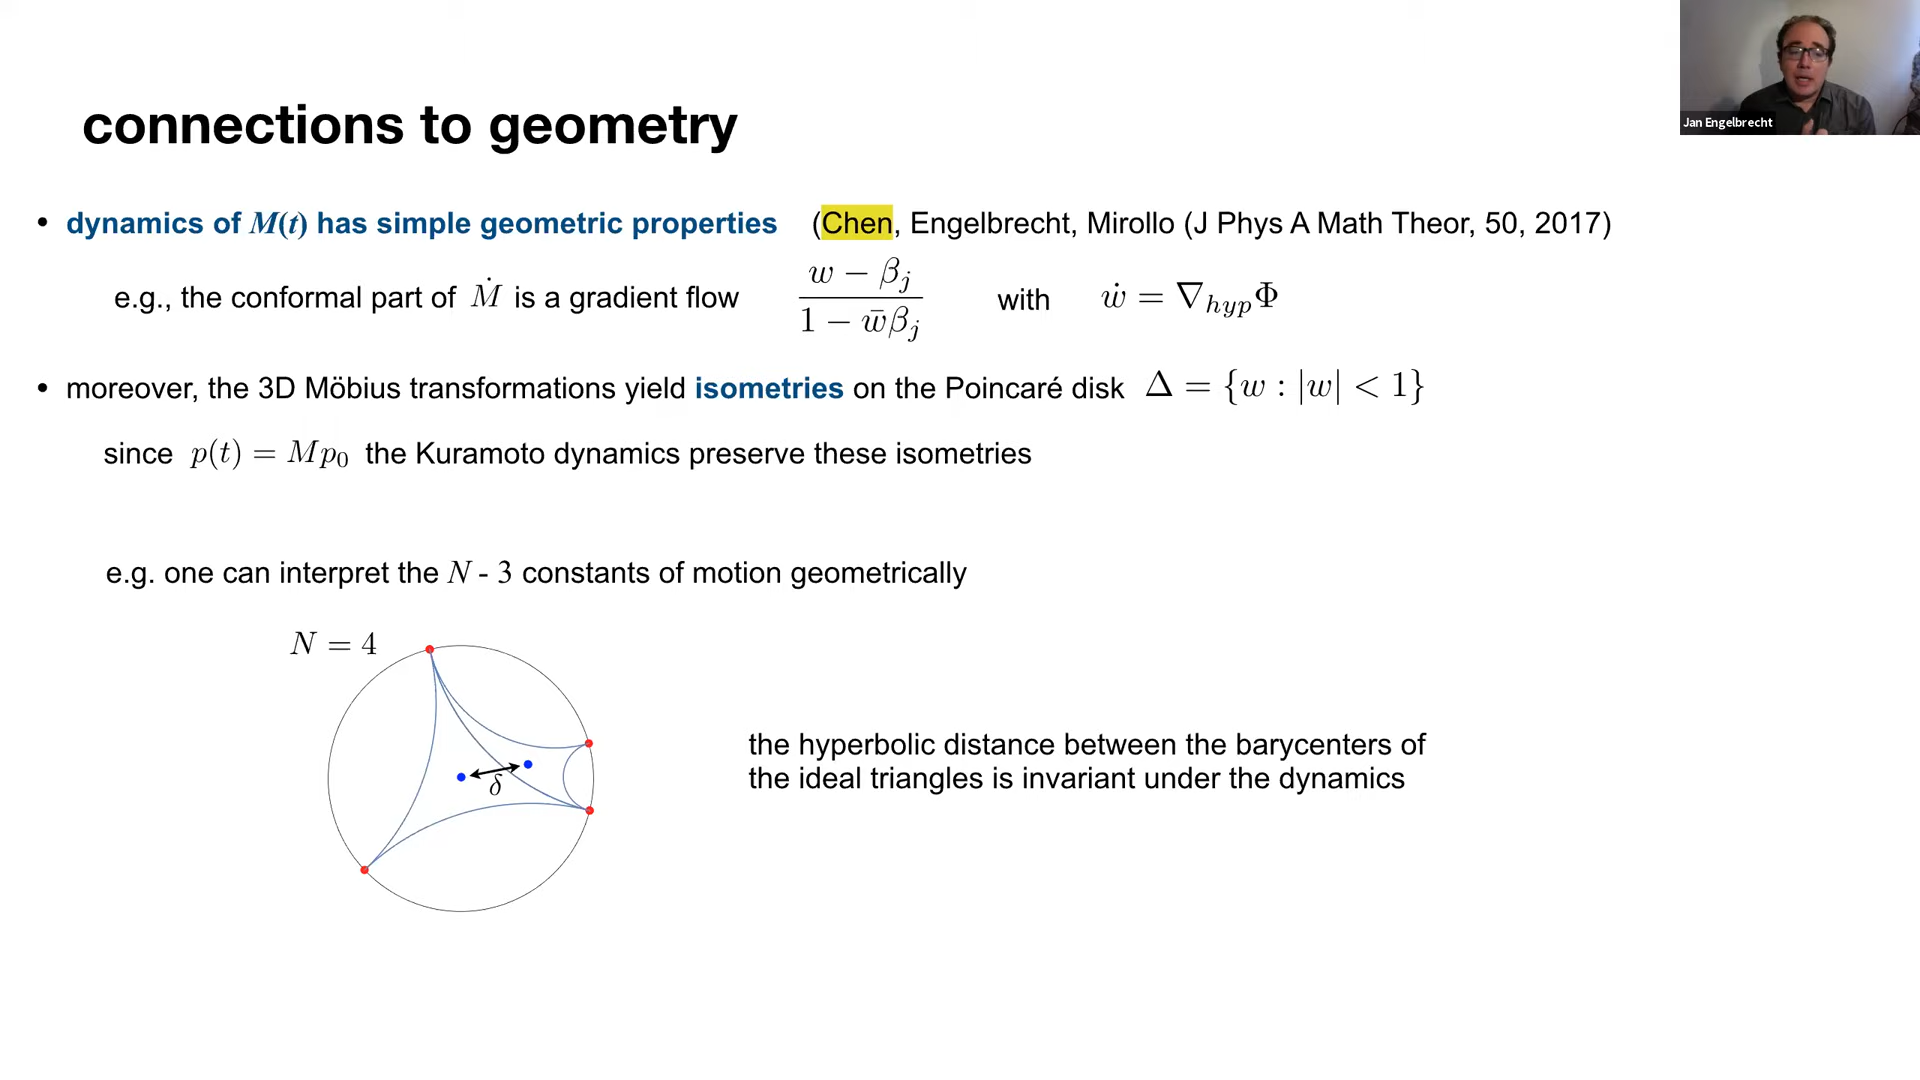 Jan Engelbrecht
connections to geometry
• dynamics of M(t) has simple geometric properties (Chen, Engelbrecht, Mirollo (J Phys A Math Theor, 50, 2017)
e.g., the conformal part of Ṁ is a gradient flow \frac{w − β_j}{1 − w̄β_j} with ẇ = ∇_{hyp}Φ
• moreover, the 3D Möbius transformations yield isometries on the Poincaré disk Δ = {w : |w| < 1}
since p(t) = Mp₀ the Kuramoto dynamics preserve these isometries
e.g. one can interpret the N - 3 constants of motion geometrically
N = 4
δ
the hyperbolic distance between the barycenters of
the ideal triangles is invariant under the dynamics